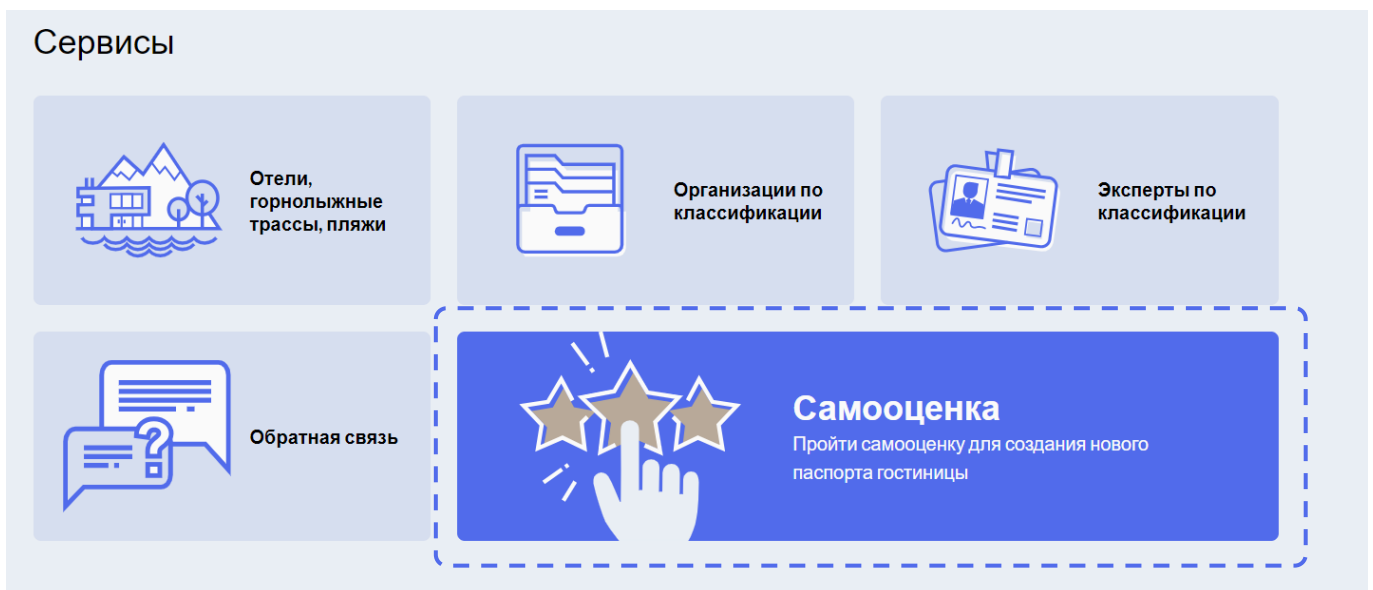 Сервисы
Отели,
горнолыжные
трассы, пляжи
Организации по
классификации
Эксперты по
классификации
Обратная связь
Самооценка
Пройти самооценку для создания нового
паспорта гостиницы